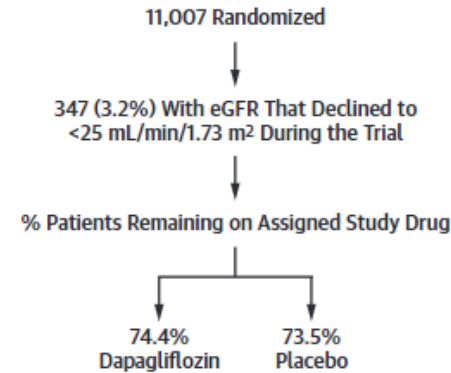 11,007 Randomized
347 (3.2%) With eGFR That Declined to
<25 mL/min/1.73 m2 During the Trial
% Patients Remaining on Assigned Study Drug
74.4%
Dapagliflozin
73.5%
Placebo